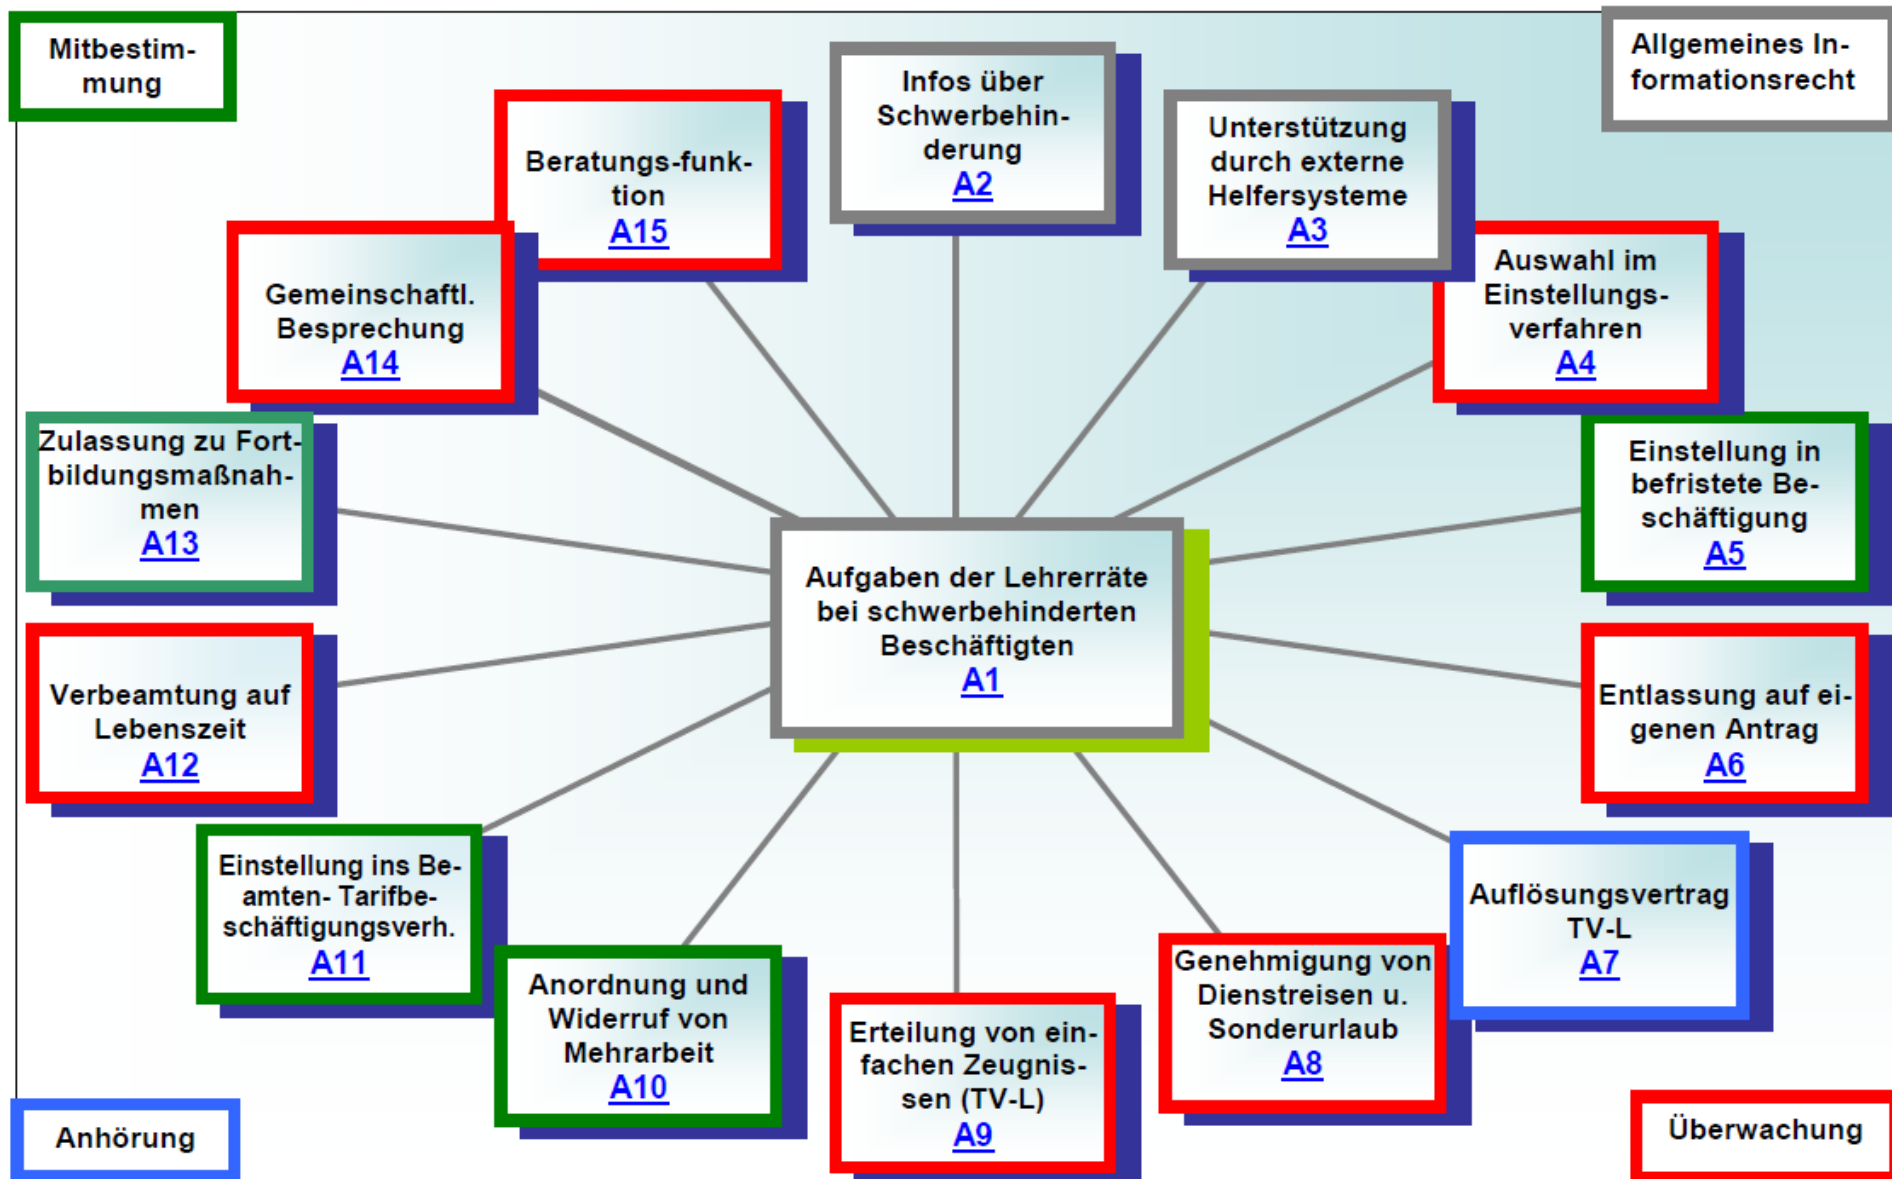 Mitbestim-
mung
Allgemeines In-
formationsrecht
Infos über
Schwerbehin-
derung
A2
Unterstützung
durch externe
Helfersysteme
A3
Beratungs-funk-
tion
A15
Gemeinschaftl.
Besprechung
A14
Auswahl im
Einstellungs-
verfahren
A4
Zulassung zu Fort-
bildungsmaßnah-
men
A13
Einstellung in
befristete Be-
schäftigung
A5
Aufgaben der Lehrerräte
bei schwerbehinderten
Beschäftigten
A1
Verbeamtung auf
Lebenszeit
A12
Entlassung auf ei-
genen Antrag
A6
Einstellung ins Be-
amten- Tarifbe-
schäftigungsverh.
A11
Auflösungsvertrag
TV-L
A7
Anordnung und
Widerruf von
Mehrarbeit
A10
Erteilung von ein-
fachen Zeugnis-
sen (TV-L)
A9
Genehmigung von
Dienstreisen u.
Sonderurlaub
A8
Anhörung
Überwachung